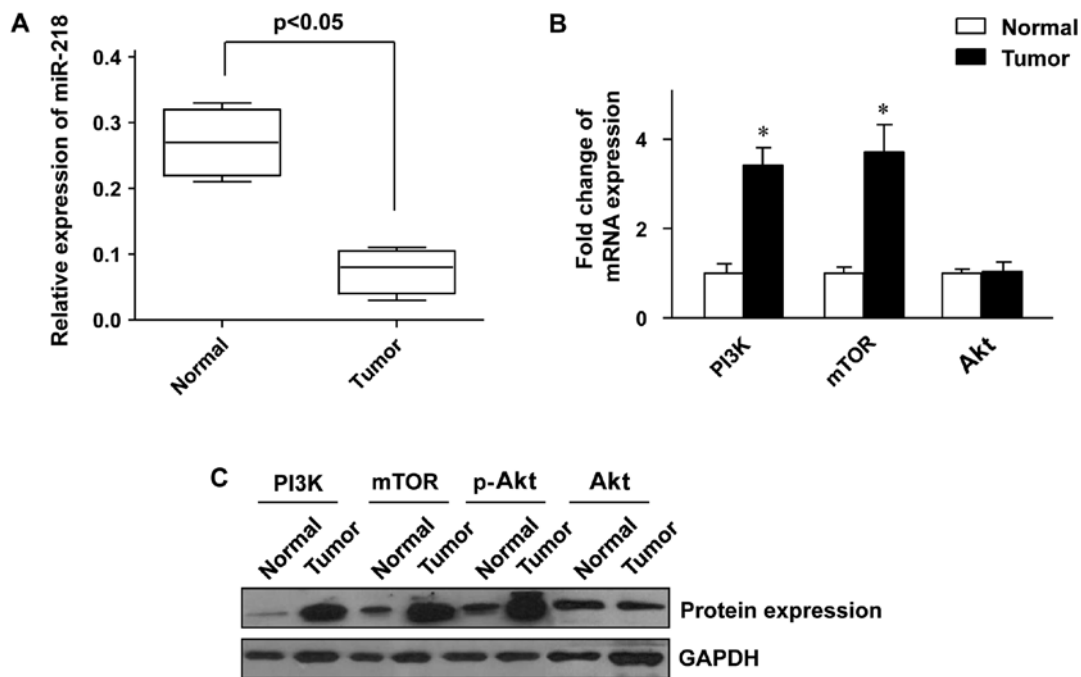 A
p<0.05
Relative expression of miR-218
0.4
0.3
0.2
0.1
0.0
Normal
Tumor
B
Normal
Tumor
Fold change of
mRNA expression
4
2
0
*
*
PI3K
mTOR
Akt
C
PI3K
mTOR
p-Akt
Akt
Normal
Tumor
Normal
Tumor
Normal
Tumor
Normal
Tumor
Protein expression
GAPDH